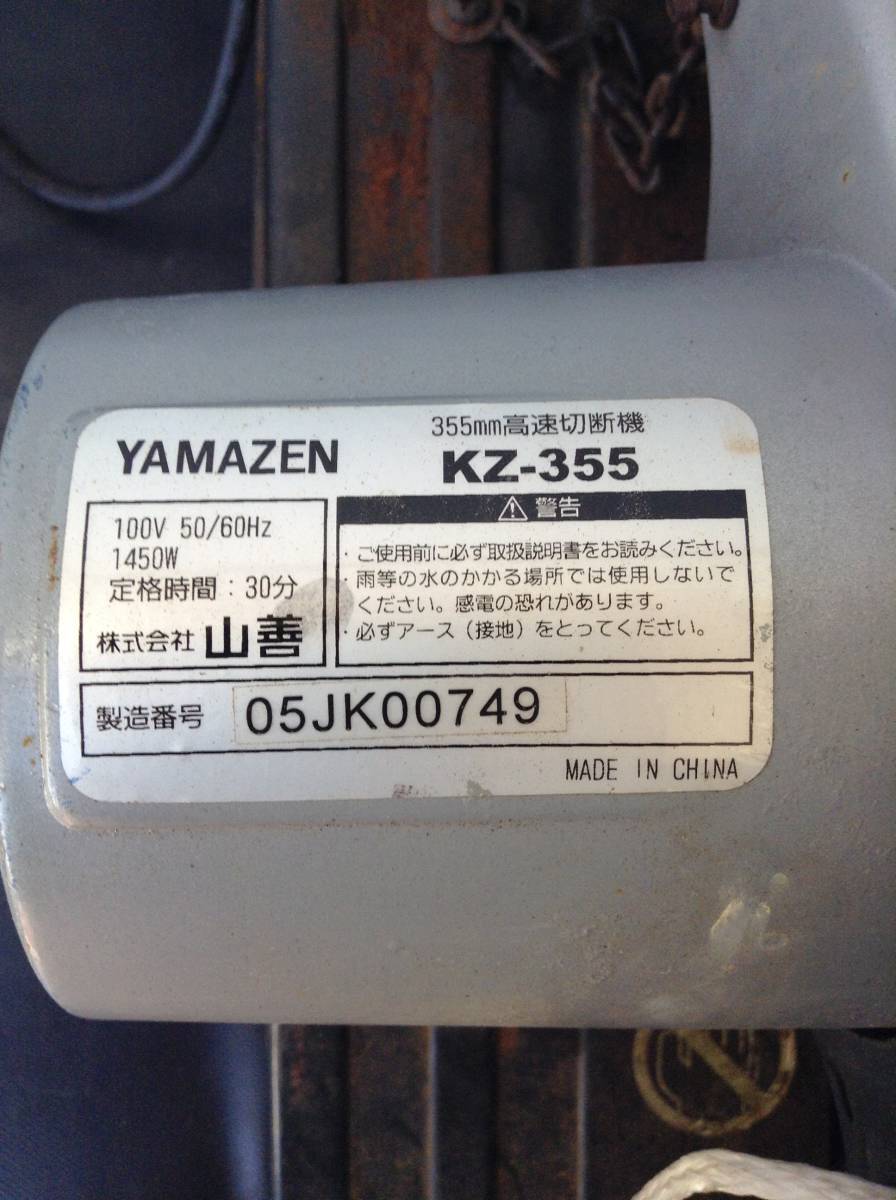 YAMAZEN
355mm高速切断機
KZ-355
100V 50/60Hz
1450W
定格時間：30分
株式会社 山善
⚠ 警告
・ご使用前に必ず取扱説明書をお読みください。
・雨等の水のかかる場所では使用しないで
ください。感電の恐れがあります。
・必ずアース（接地）をとってください。
製造番号 05JK00749
MADE IN CHINA